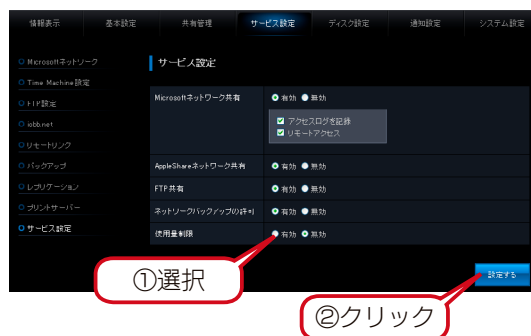 情報表示 基本設定 共有管理 サービス設定 ディスク設定 通知設定 システム設定
Microsoftネットワーク
Time Machine設定
FTP設定
iobb.net
リモートリンク
バックアップ
レプリケーション
プリントサーバー
サービス設定
サービス設定
Microsoftネットワーク共有 有効 無効
アクセスログを記録
リモートアクセス
AppleShareネットワーク共有 有効 無効
FTP共有 有効 無効
ネットワークバックアップの許可 有効 無効
使用量制限 有効 無効
設定する
①選択
②クリック